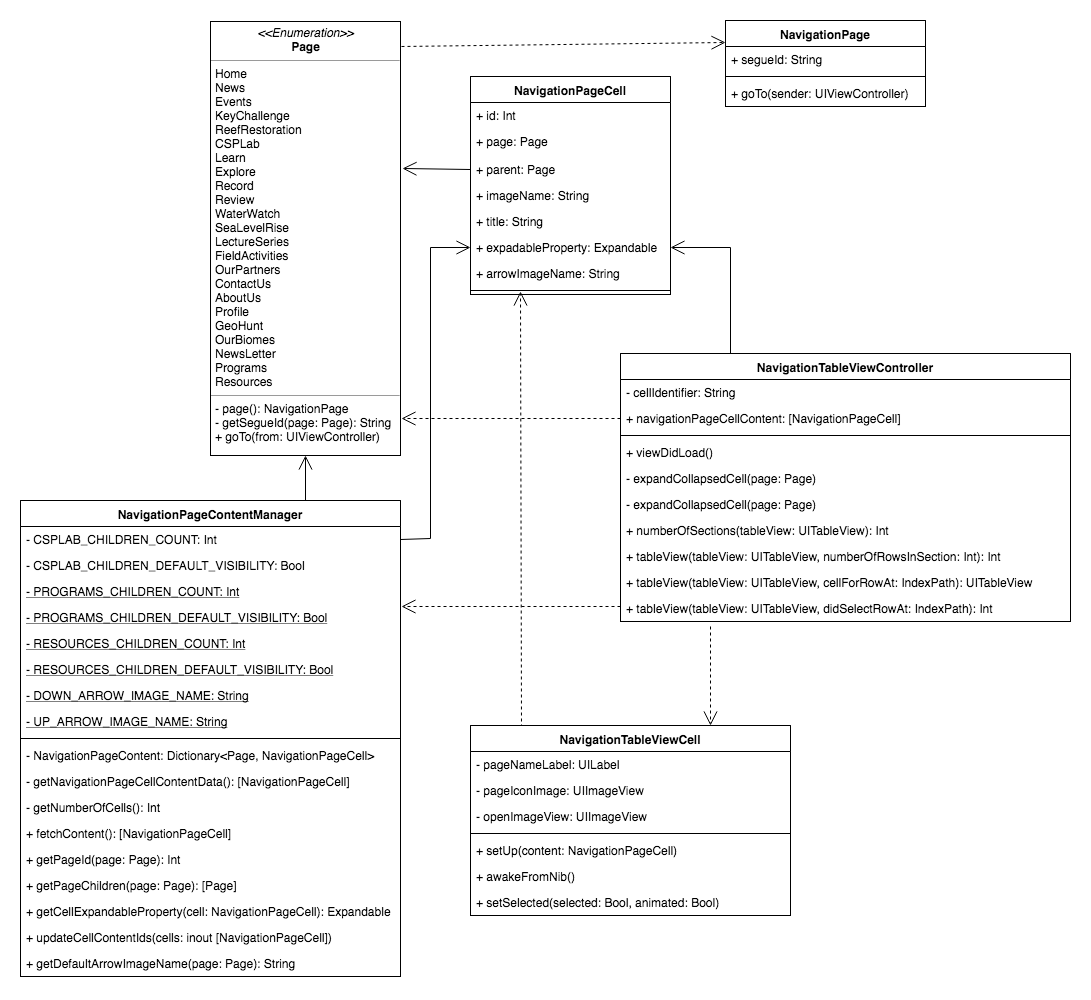 <<Enumeration>>
Page
Home
News
Events
KeyChallenge
ReefRestoration
CSPLab
Learn
Explore
Record
Review
WaterWatch
SeaLevelRise
LectureSeries
FieldActivities
OurPartners
ContactUs
AboutUs
Profile
GeoHunt
OurBiomes
NewsLetter
Programs
Resources
- page(): NavigationPage
- getSegueId(page: Page): String
+ goTo(from: UIViewController)
NavigationPage
+ segueId: String
+ goTo(sender: UIViewController)
NavigationPageCell
+ id: Int
+ page: Page
+ parent: Page
+ imageName: String
+ title: String
+ expadableProperty: Expandable
+ arrowImageName: String
NavigationTableViewController
- cellIdentifier: String
+ navigationPageCellContent: [NavigationPageCell]
+ viewDidLoad()
- expandCollapsedCell(page: Page)
- expandCollapsedCell(page: Page)
+ numberOfSections(tableView: UITableView): Int
+ tableView(tableView: UITableView, numberOfRowsInSection: Int): Int
+ tableView(tableView: UITableView, cellForRowAt: IndexPath): UITableView
+ tableView(tableView: UITableView, didSelectRowAt: IndexPath): Int
NavigationPageContentManager
- CSPLAB_CHILDREN_COUNT: Int
- CSPLAB_CHILDREN_DEFAULT_VISIBILITY: Bool
- PROGRAMS_CHILDREN_COUNT: Int
- PROGRAMS_CHILDREN_DEFAULT_VISIBILITY: Bool
- RESOURCES_CHILDREN_COUNT: Int
- RESOURCES_CHILDREN_DEFAULT_VISIBILITY: Bool
- DOWN_ARROW_IMAGE_NAME: String
- UP_ARROW_IMAGE_NAME: String
- NavigationPageContent: Dictionary<Page, NavigationPageCell>
- getNavigationPageCellContentData(): [NavigationPageCell]
- getNumberOfCells(): Int
+ fetchContent(): [NavigationPageCell]
+ getPageId(page: Page): Int
+ getPageChildren(page: Page): [Page]
+ getCellExpandableProperty(cell: NavigationPageCell): Expandable
+ updateCellContentIds(cells: inout [NavigationPageCell])
+ getDefaultArrowImageName(page: Page): String
NavigationTableViewCell
- pageNameLabel: UILabel
- pageIconImage: UIImageView
- openImageView: UIImageView
+ setUp(content: NavigationPageCell)
+ awakeFromNib()
+ setSelected(selected: Bool, animated: Bool)